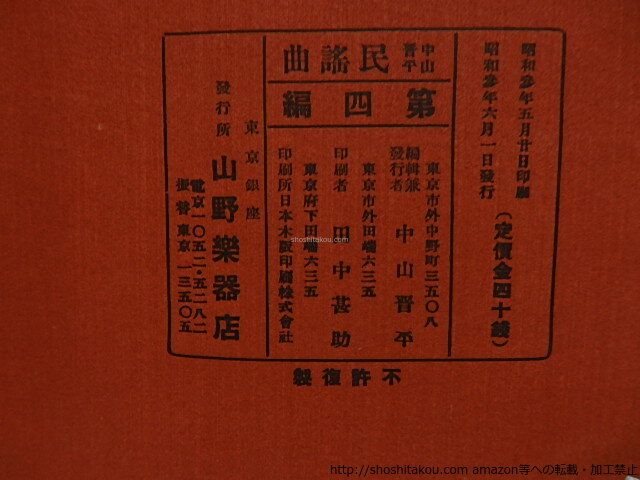 昭和參年五月廿日印刷
昭和參年六月一日發行
(定價金四十錢)
中山晋平民謠曲
第四編
東京市外中野町三五〇八
編輯兼發行者 中山晋平
東京市外田端六三五
印刷者 田中甚助
東京府下田端六三五
印刷所 日本木版印刷株式會社
東京銀座
發行所 山野樂器店
電京一〇五二・五二八二
振替東京一三五〇五
不許復製
shoshitakou.com
http://shoshitakou.com amazon等への転載・加工禁止